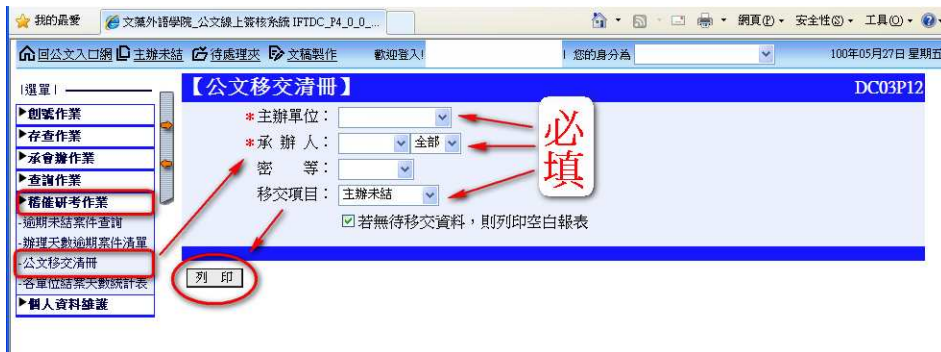 我的最愛 文藻外語學院_公文線上簽核系統 IFTDC_P4_0_0_... 網頁(P) 安全性(S) 工具(O)
回公文入口網 主辦未結 待處理夾 文稿製作 歡迎登入! 您的身分為 100年05月27日 星期五
|選單|
【公文移交清冊】 DC03P12
▶創號作業
▶存查作業
▶承會辦作業
▶查詢作業
▶稽催研考作業
-逾期未結案件查詢
-辦理天數逾期案件清單
-公文移交清冊
-各單位結案天數統計表
▶個人資料維護
*主辦單位：
*承 辦 人： 全部
密 等：
移交項目： 主辦未結
若無待移交資料，則列印空白報表
必填
列 印